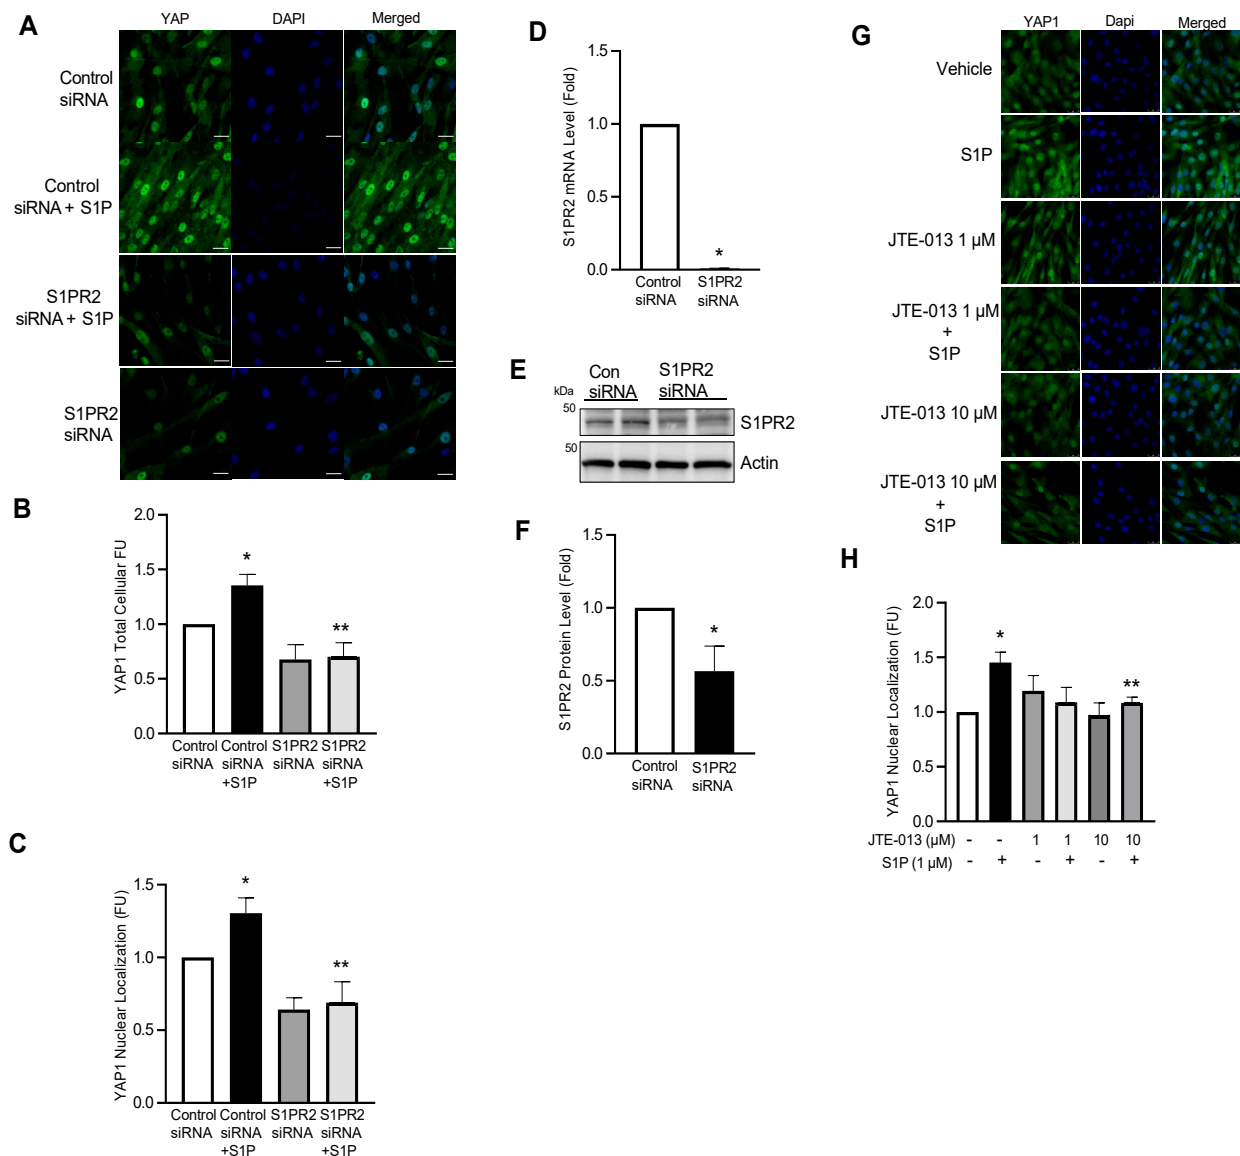 A
YAP DAPI Merged
Control
siRNA
Control
siRNA + S1P
S1PR2
siRNA + S1P
S1PR2
siRNA
B
YAP1 Total Cellular FU
2.0
1.5
1.0
0.5
0.0
*
**
Control Control S1PR2 S1PR2
siRNA siRNA siRNA siRNA
+S1P +S1P
C
YAP1 Nuclear Localization (FU)
1.5
1.0
0.5
0.0
*
**
Control Control S1PR2 S1PR2
siRNA siRNA siRNA siRNA
+S1P +S1P
D
S1PR2 mRNA Level (Fold)
1.5
1.0
0.5
0.0
*
Control S1PR2
siRNA siRNA
E
Con S1PR2
siRNA siRNA
kDa
50
S1PR2
50
Actin
F
S1PR2 Protein Level (Fold)
1.5
1.0
0.5
0.0
*
Control S1PR2
siRNA siRNA
G
YAP1 Dapi Merged
Vehicle
S1P
JTE-013 1 µM
JTE-013 1 µM
+
S1P
JTE-013 10 µM
JTE-013 10 µM
+
S1P
H
YAP1 Nuclear Localization (FU)
2.0
1.5
1.0
0.5
0.0
*
**
JTE-013 (µM) - - 1 1 10 10
S1P (1 µM) - + - + - +